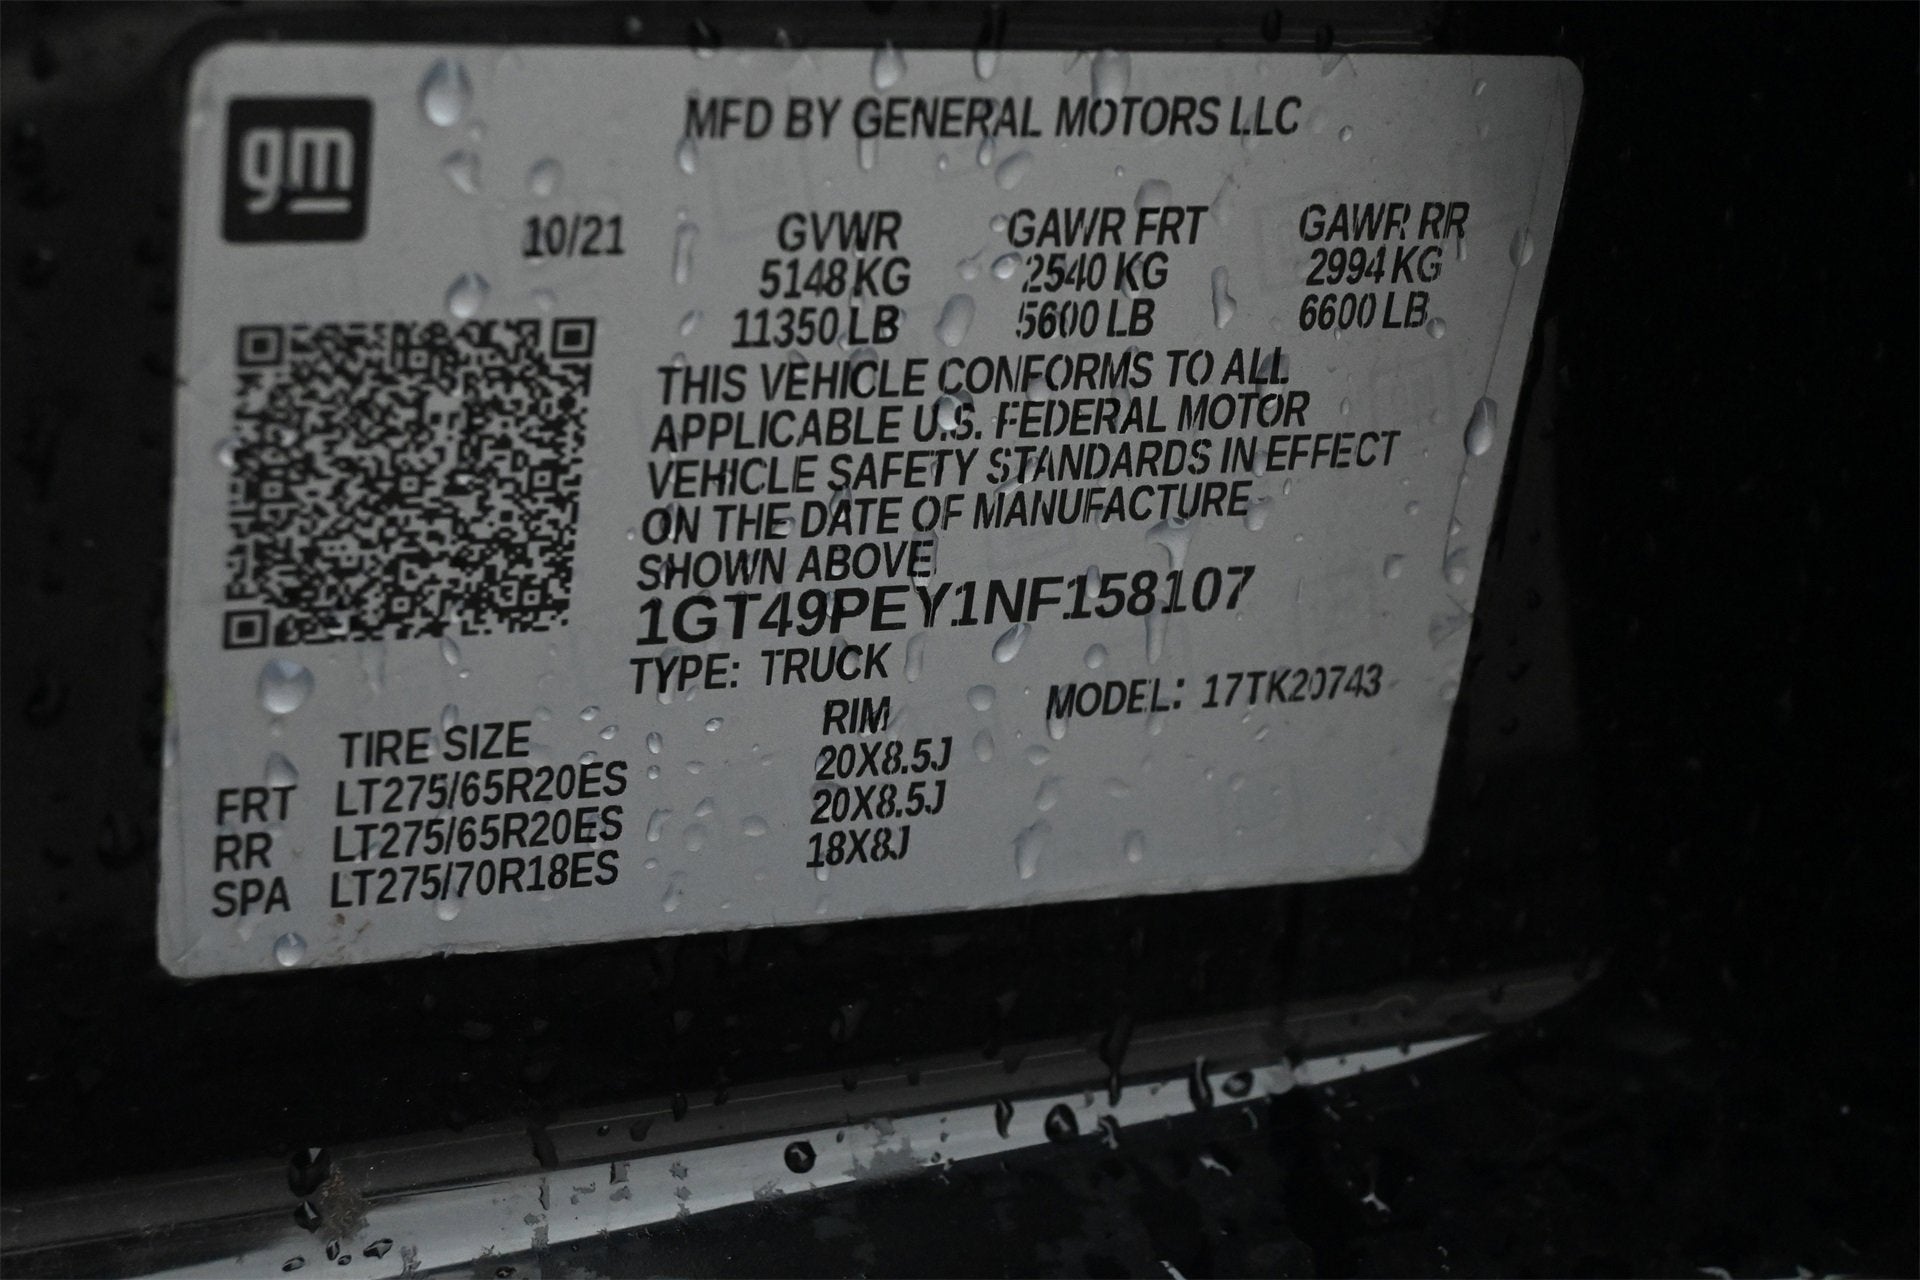 gm
MFD BY GENERAL MOTORS LLC
10/21 GVWR GAWR FRT GAWR RR
5148 KG 2540 KG 2994 KG
11350 LB 5600 LB 6600 LB
THIS VEHICLE CONFORMS TO ALL
APPLICABLE U.S. FEDERAL MOTOR
VEHICLE SAFETY STANDARDS IN EFFECT
ON THE DATE OF MANUFACTURE
SHOWN ABOVE
1GT49PEY1NF158107
TYPE: TRUCK MODEL: 17TK20743
TIRE SIZE RIM
FRT LT275/65R20ES 20X8.5J
RR LT275/65R20ES 20X8.5J
SPA LT275/70R18ES 18X8J